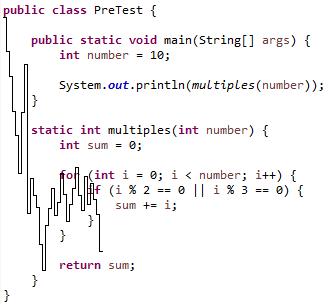 public class PreTest {
public static void main(String[] args) {
int number = 10;
System.out.println(multiples(number));
}
static int multiples(int number) {
int sum = 0;
for (int i = 0; i < number; i++) {
if (i % 2 == 0 || i % 3 == 0) {
sum += i;
}
}
return sum;
}
}